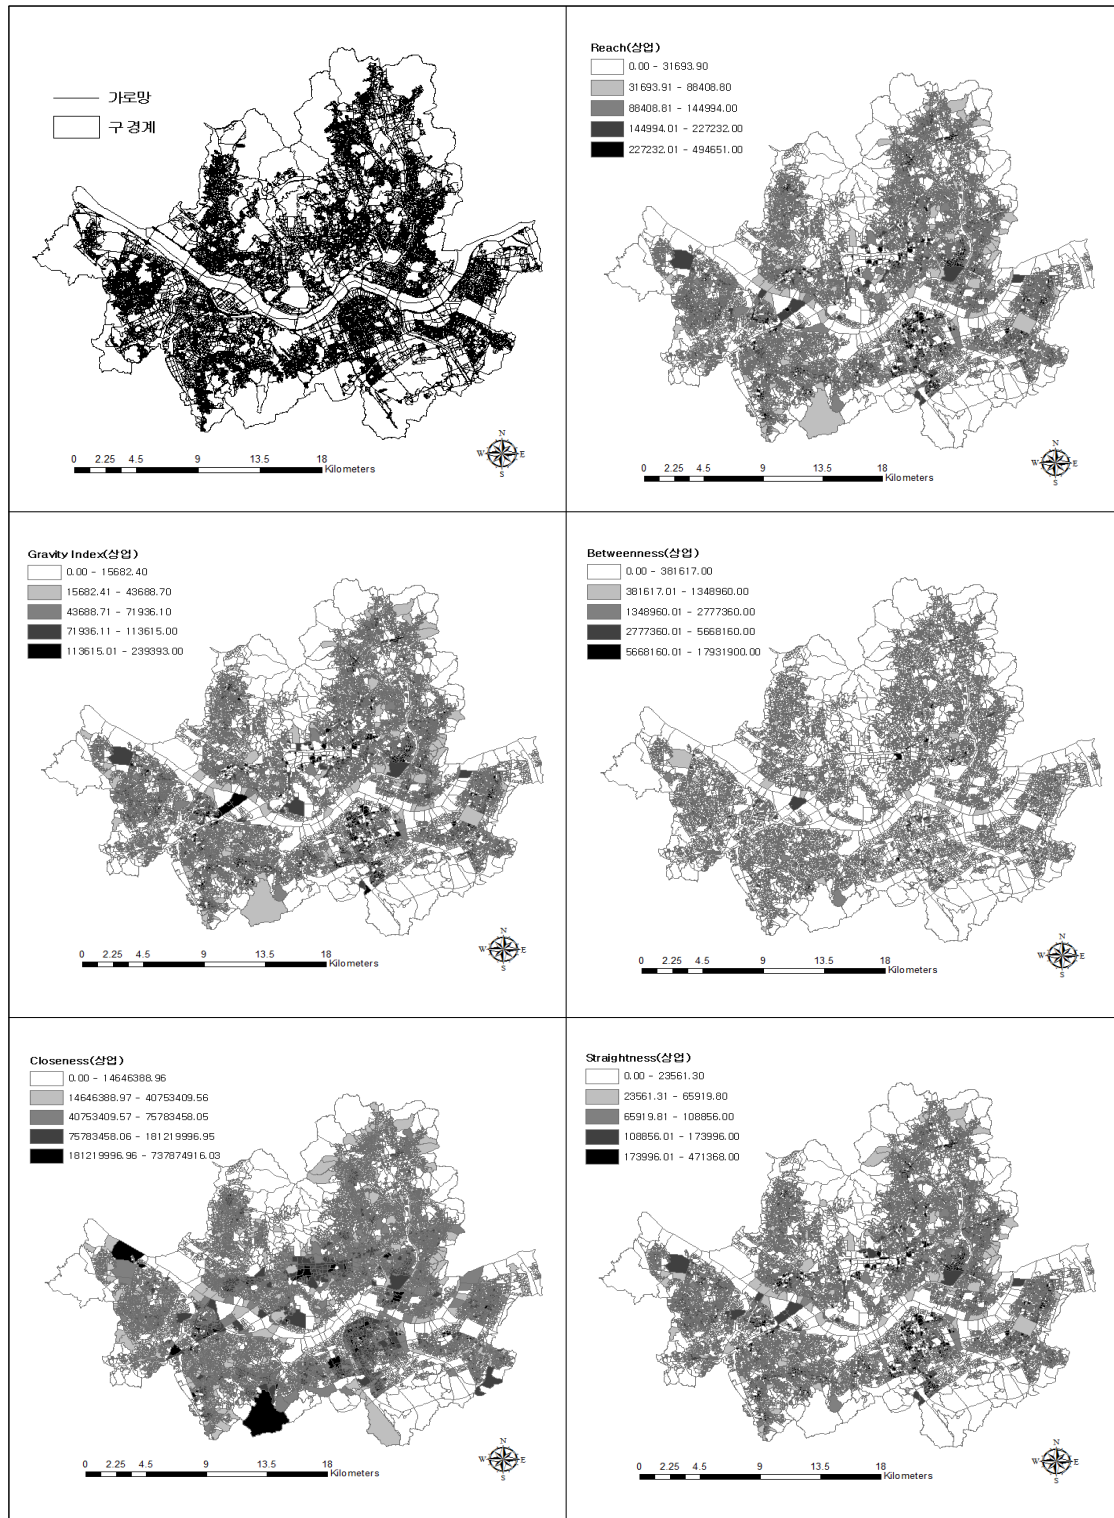 가로망
구 경계
N
W E
S
0 2.25 4.5 9 13.5 18
Kilometers
Reach(상업)
0.00 - 31693.90
31693.91 - 88408.80
88408.81 - 144994.00
144994.01 - 227232.00
227232.01 - 494651.00
N
W E
S
0 2.25 4.5 9 13.5 18
Kilometers
Gravity Index(상업)
0.00 - 15682.40
15682.41 - 43688.70
43688.71 - 71936.10
71936.11 - 113615.00
113615.01 - 239393.00
N
W E
S
0 2.25 4.5 9 13.5 18
Kilometers
Betweenness(상업)
0.00 - 381617.00
381617.01 - 1348960.00
1348960.01 - 2777360.00
2777360.01 - 5668160.00
5668160.01 - 17931900.00
N
W E
S
0 2.25 4.5 9 13.5 18
Kilometers
Closeness(상업)
0.00 - 14646388.96
14646388.97 - 40753409.56
40753409.57 - 75783458.05
75783458.06 - 181219996.95
181219996.96 - 737874916.03
N
W E
S
0 2.25 4.5 9 13.5 18
Kilometers
Straightness(상업)
0.00 - 23561.30
23561.31 - 65919.80
65919.81 - 108856.00
108856.01 - 173996.00
173996.01 - 471368.00
N
W E
S
0 2.25 4.5 9 13.5 18
Kilometers